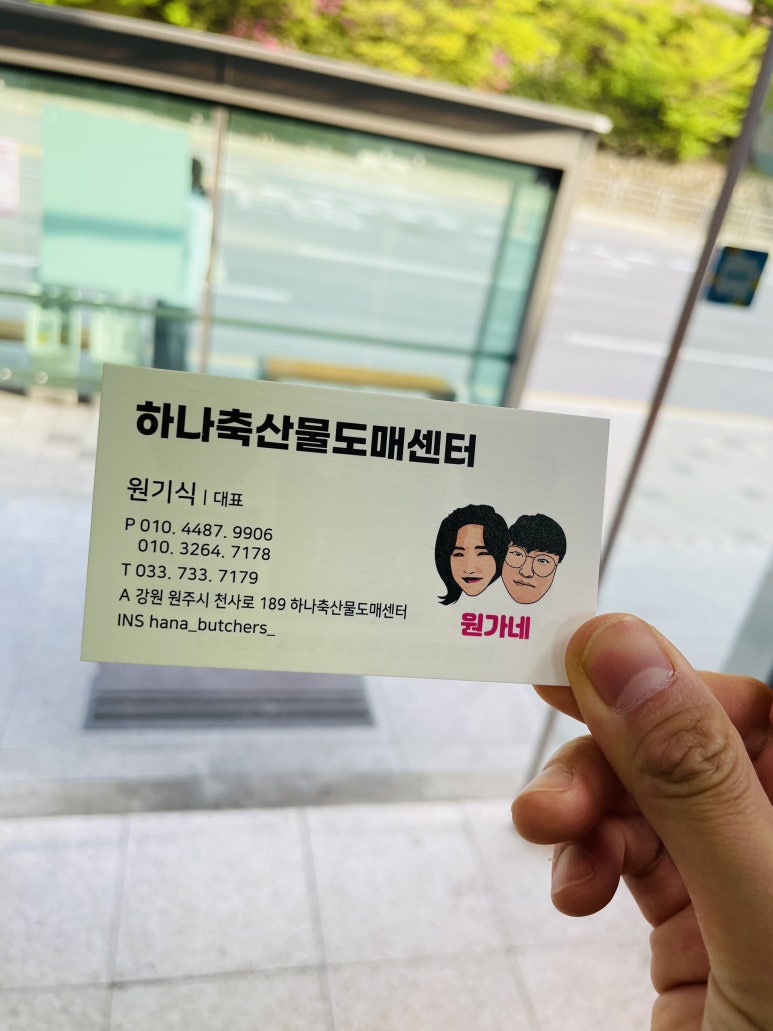 하나축산물도매센터
원기식 | 대표
P 010. 4487. 9906
010. 3264. 7178
T 033. 733. 7179
A 강원 원주시 천사로 189 하나축산물도매센터
INS hana_butchers_
원가네